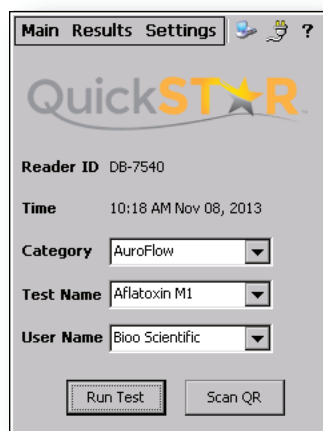 Main Results Settings ?
QuickSTAR
Reader ID DB-7540
Time 10:18 AM Nov 08, 2013
Category AuroFlow
Test Name Aflatoxin M1
User Name Bioo Scientific
Run Test Scan QR